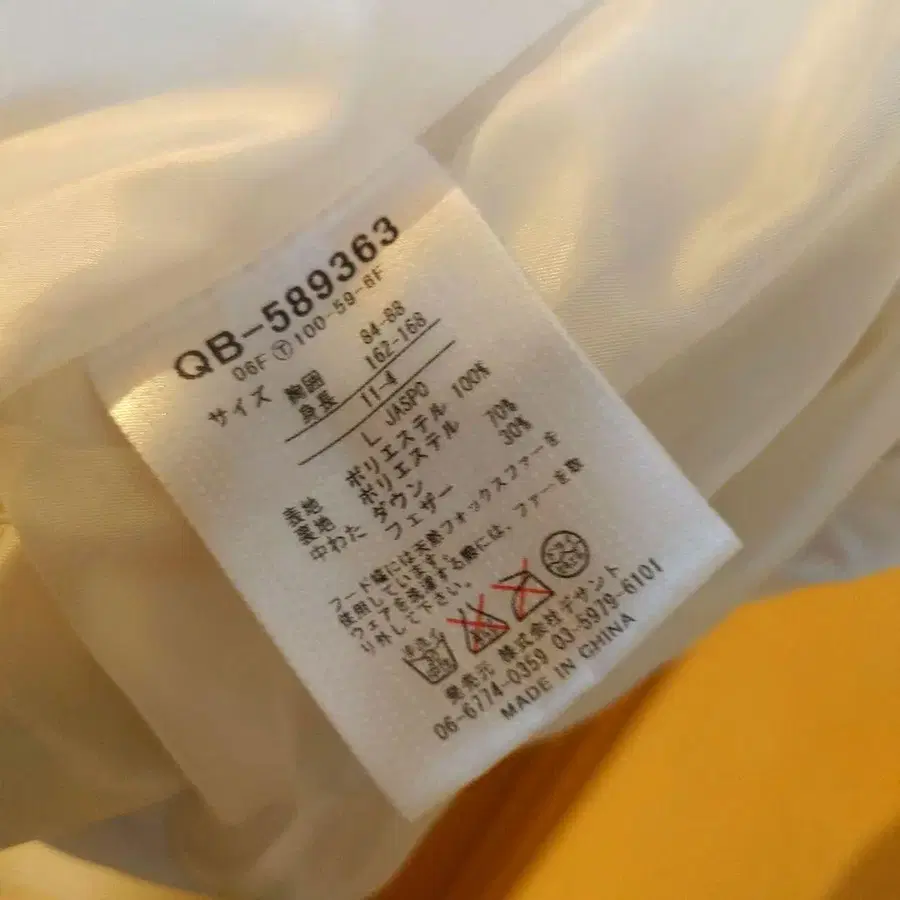 QB-589363
06F Ⓣ 100-59-6F
サイズ 胸囲 84-88
身長 162-168
11-4
L JASPO
表地 ポリエステル 100%
裏地 ポリエステル
中わた ダウン 70%
フェザー 30%
フード幅には天然フォックスファーを
使用しています。
ウェアを洗濯する際には、ファーを取
り外して下さい。
発売元 株式会社デサント
06-6774-0359 03-5979-6101
MADE IN CHINA